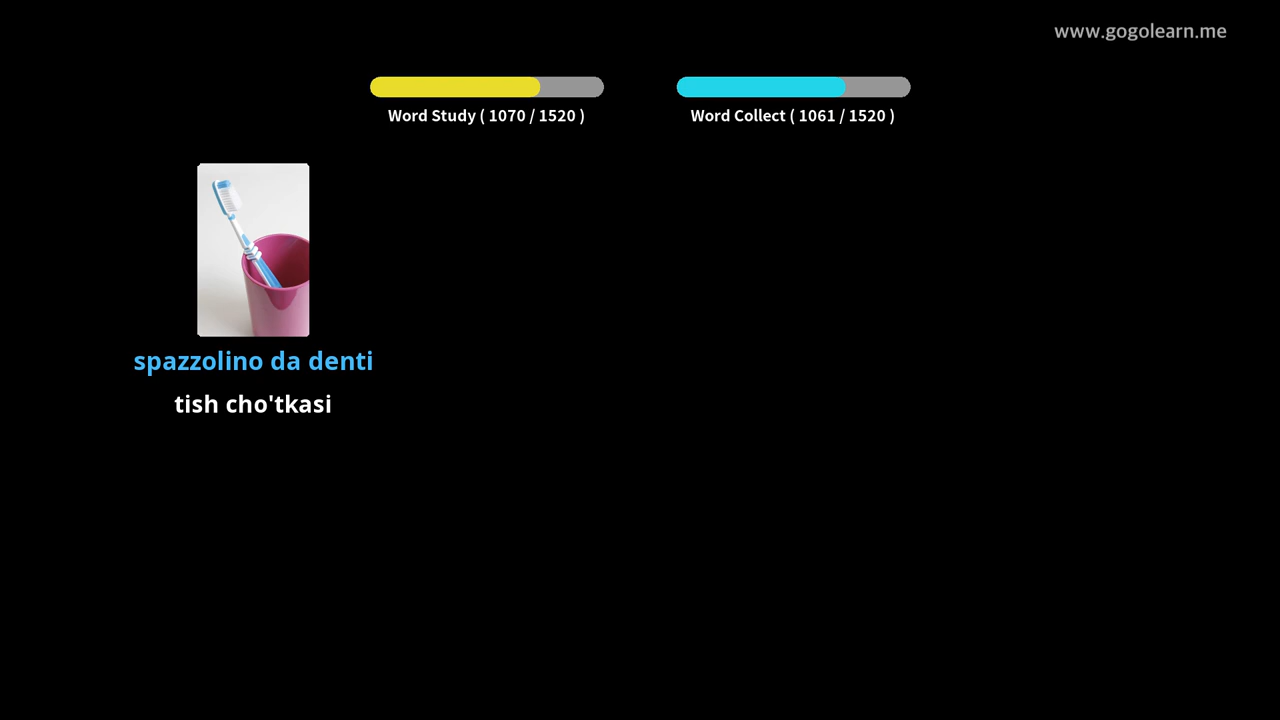 www.gogolearn.me
Word Study ( 1070 / 1520 )
Word Collect ( 1061 / 1520 )
spazzolino da denti
tish cho'tkasi